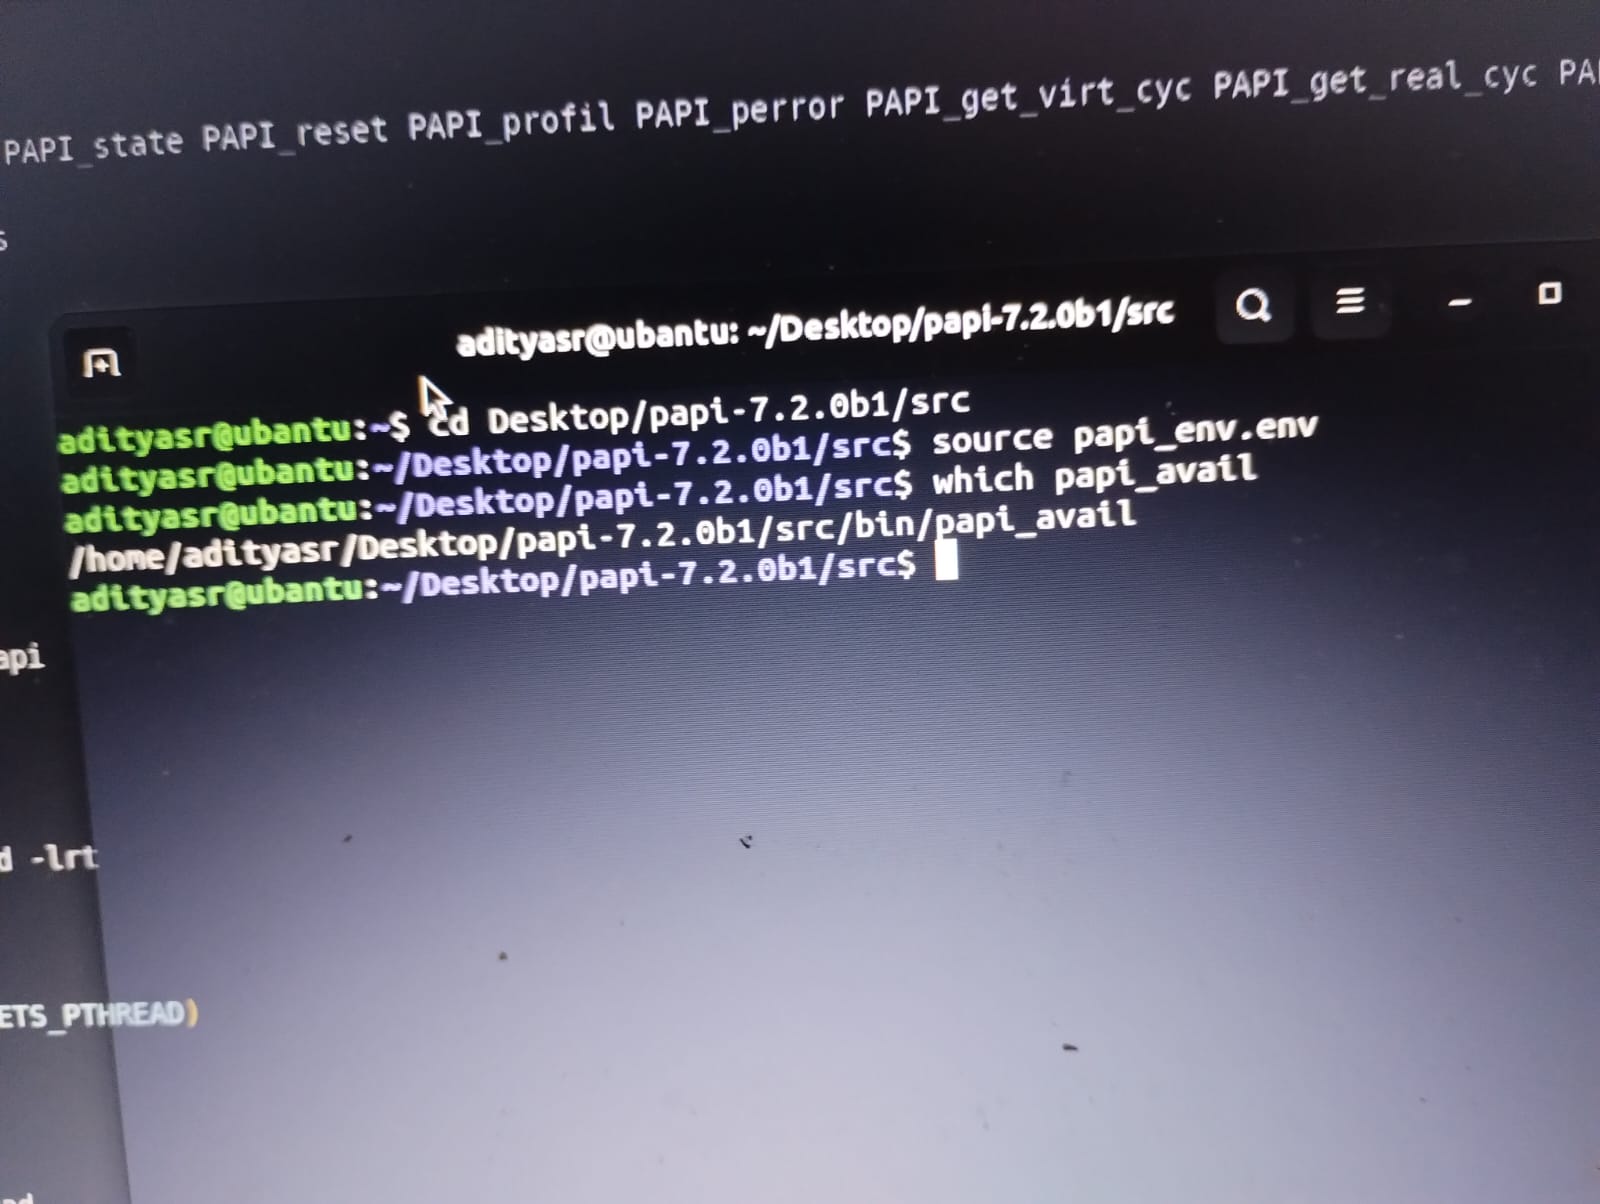 PAPI_state PAPI_reset PAPI_profil PAPI_perror PAPI_get_virt_cyc PAPI_get_real_cyc
adityasr@ubantu: ~/Desktop/papi-7.2.0b1/src
adityasr@ubantu:~$ cd Desktop/papi-7.2.0b1/src
adityasr@ubantu:~/Desktop/papi-7.2.0b1/src$ source papi_env.env
adityasr@ubantu:~/Desktop/papi-7.2.0b1/src$ which papi_avail
/home/adityasr/Desktop/papi-7.2.0b1/src/bin/papi_avail
adityasr@ubantu:~/Desktop/papi-7.2.0b1/src$
api
d -lrt
ETS_PTHREAD)